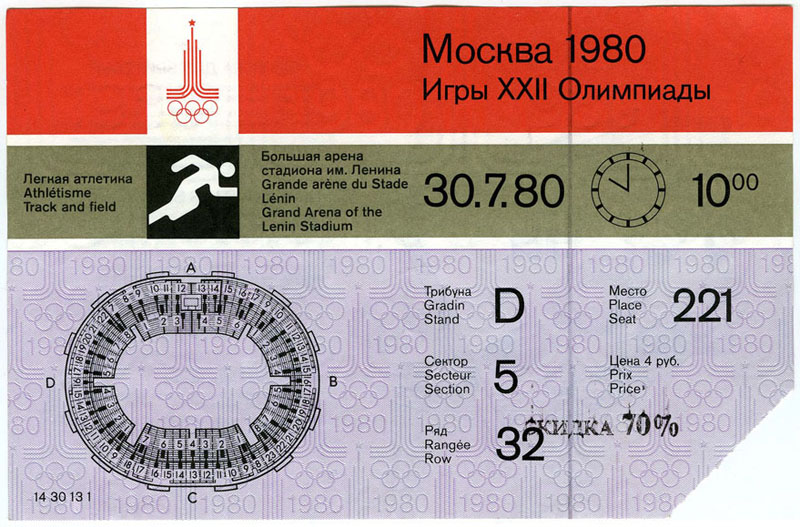 Москва 1980
Игры XXII Олимпиады
Легкая атлетика
Athlétisme
Track and field
Большая арена
стадиона им. Ленина
Grande arène du Stade
Lénin
Grand Arena of the
Lenin Stadium
30.7.80
10⁰⁰
A
B
C
D
Трибуна
Gradin
Stand
D
Место
Place
Seat
221
Сектор
Secteur
Section
5
Цена 4 руб.
Prix
Price
Ряд
Rangée
Row
32
СКИДКА 70%
14 30 13 1